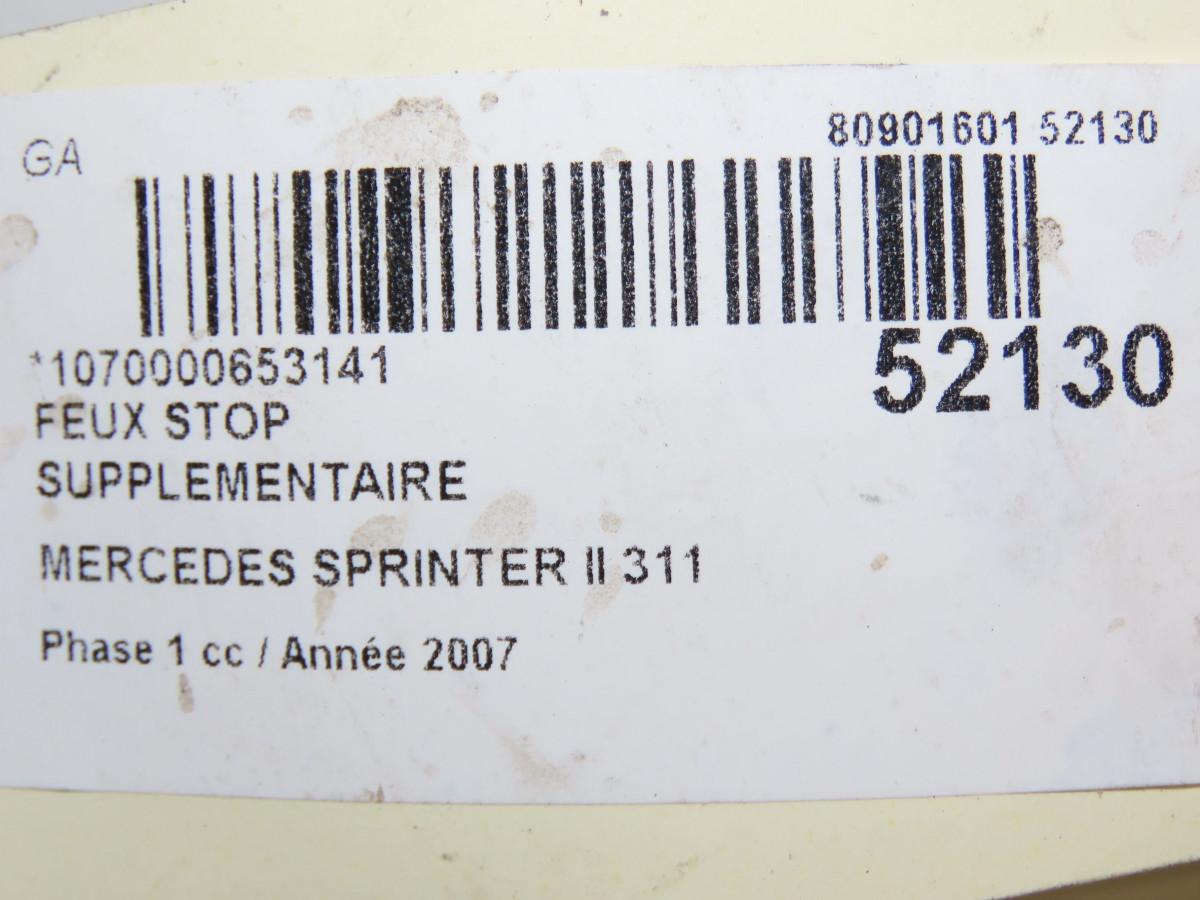 GA
80901601 52130
*1070000653141
52130
FEUX STOP
SUPPLEMENTAIRE
MERCEDES SPRINTER II 311
Phase 1 cc / Année 2007